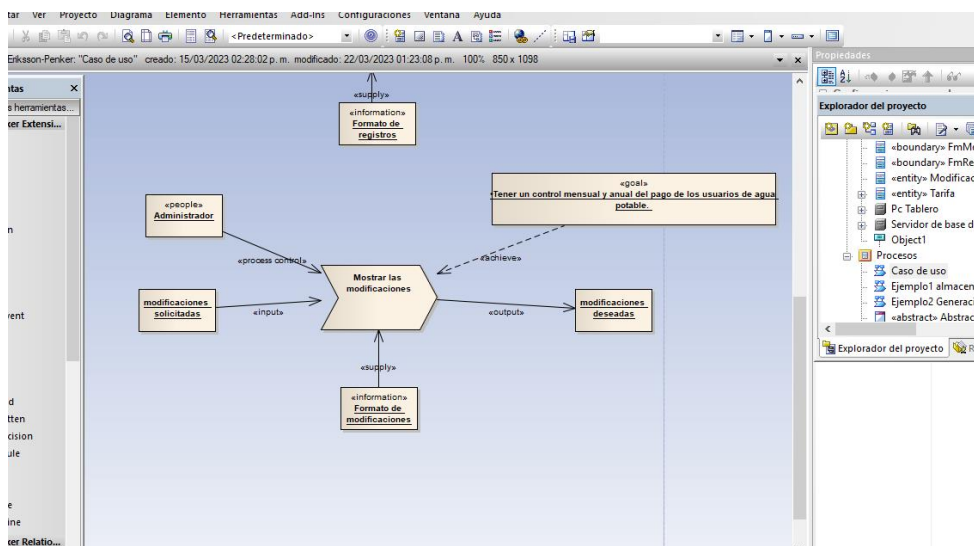 tar Ver Proyecto Diagrama Elemento Herramientas Add-Ins Configuraciones Ventana Ayuda
<Predeterminado>
Eriksson-Penker: "Caso de uso" creado: 15/03/2023 02:28:02 p. m. modificado: 22/03/2023 01:23:08 p. m. 100% 850 x 1098
ntas
s herramientas...
ker Extensi...
n
vent
d
tten
cision
ule
e
ine
ker Relatio...
«supply»
«information»
Formato de
registros
«people»
Administrador
«goal»
Tener un control mensual y anual del pago de los usuarios de agua
potable.
«process control»
«achieve»
Mostrar las
modificaciones
modificaciones
solicitadas
«input»
«output»
modificaciones
deseadas
«supply»
«information»
Formato de
modificaciones
Propiedades
Explorador del proyecto
«boundary» FmMe
«boundary» FmRe
«entity» Modificac
«entity» Tarifa
Pc Tablero
Servidor de base d
Object1
Procesos
Caso de uso
Ejemplo1 almacen
Ejemplo2 Generaci
«abstract» Abstrac
Explorador del proyecto
R